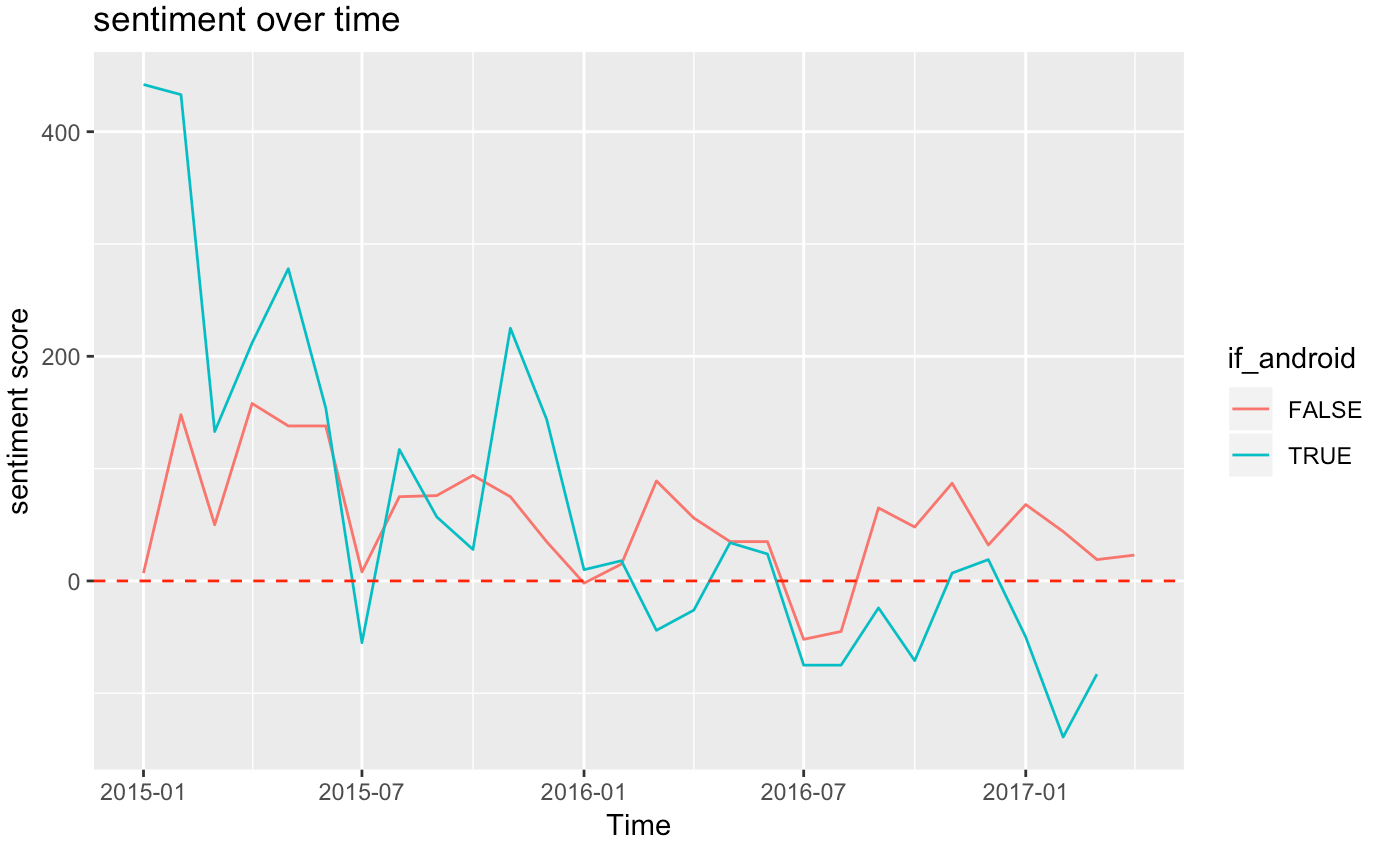 sentiment over time
sentiment score
400
200
0
2015-01
2015-07
2016-01
2016-07
2017-01
Time
if_android
FALSE
TRUE